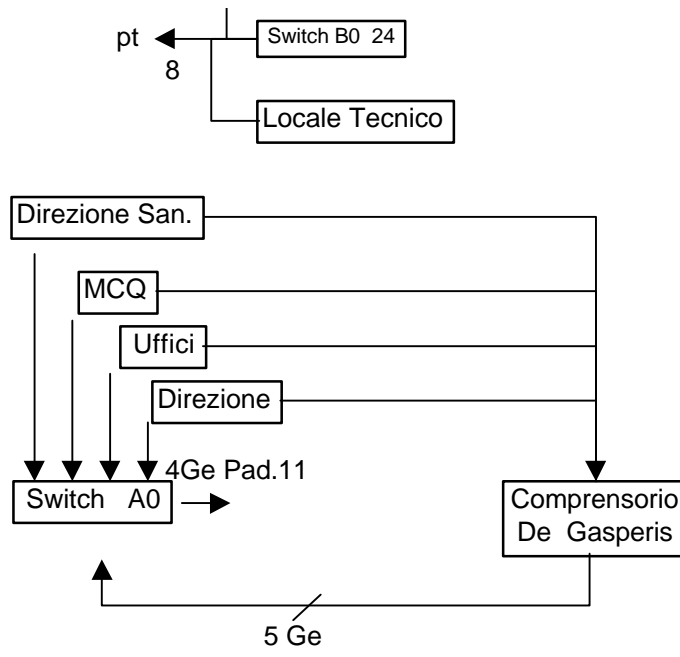 pt
Switch B0 24
8
Locale Tecnico
Direzione San.
MCQ
Uffici
Direzione
4Ge Pad.11
Switch A0
Comprensorio
De Gasperis
5 Ge